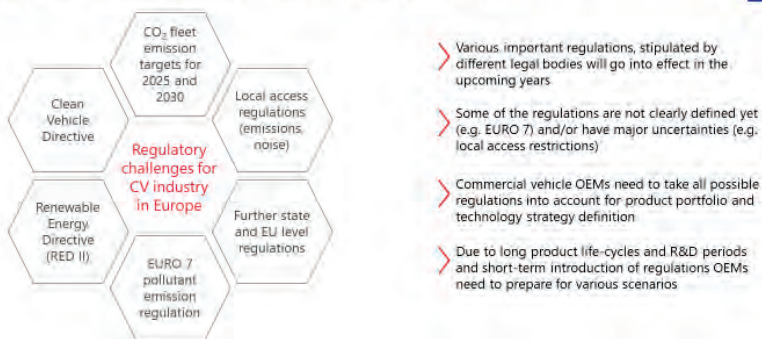 CO₂ fleet
emission
targets for
2025 and
2030
Clean
Vehicle
Directive
Local access
regulations
(emissions,
noise)
Regulatory
challenges for
CV industry
in Europe
Renewable
Energy
Directive
(RED II)
Further state
and EU level
regulations
EURO 7
pollutant
emission
regulation
Various important regulations, stipulated by
different legal bodies will go into effect in the
upcoming years
Some of the regulations are not clearly defined yet
(e.g. EURO 7) and/or have major uncertainties (e.g.
local access restrictions)
Commercial vehicle OEMs need to take all possible
regulations into account for product portfolio and
technology strategy definition
Due to long product life-cycles and R&D periods
and short-term introduction of regulations OEMs
need to prepare for various scenarios